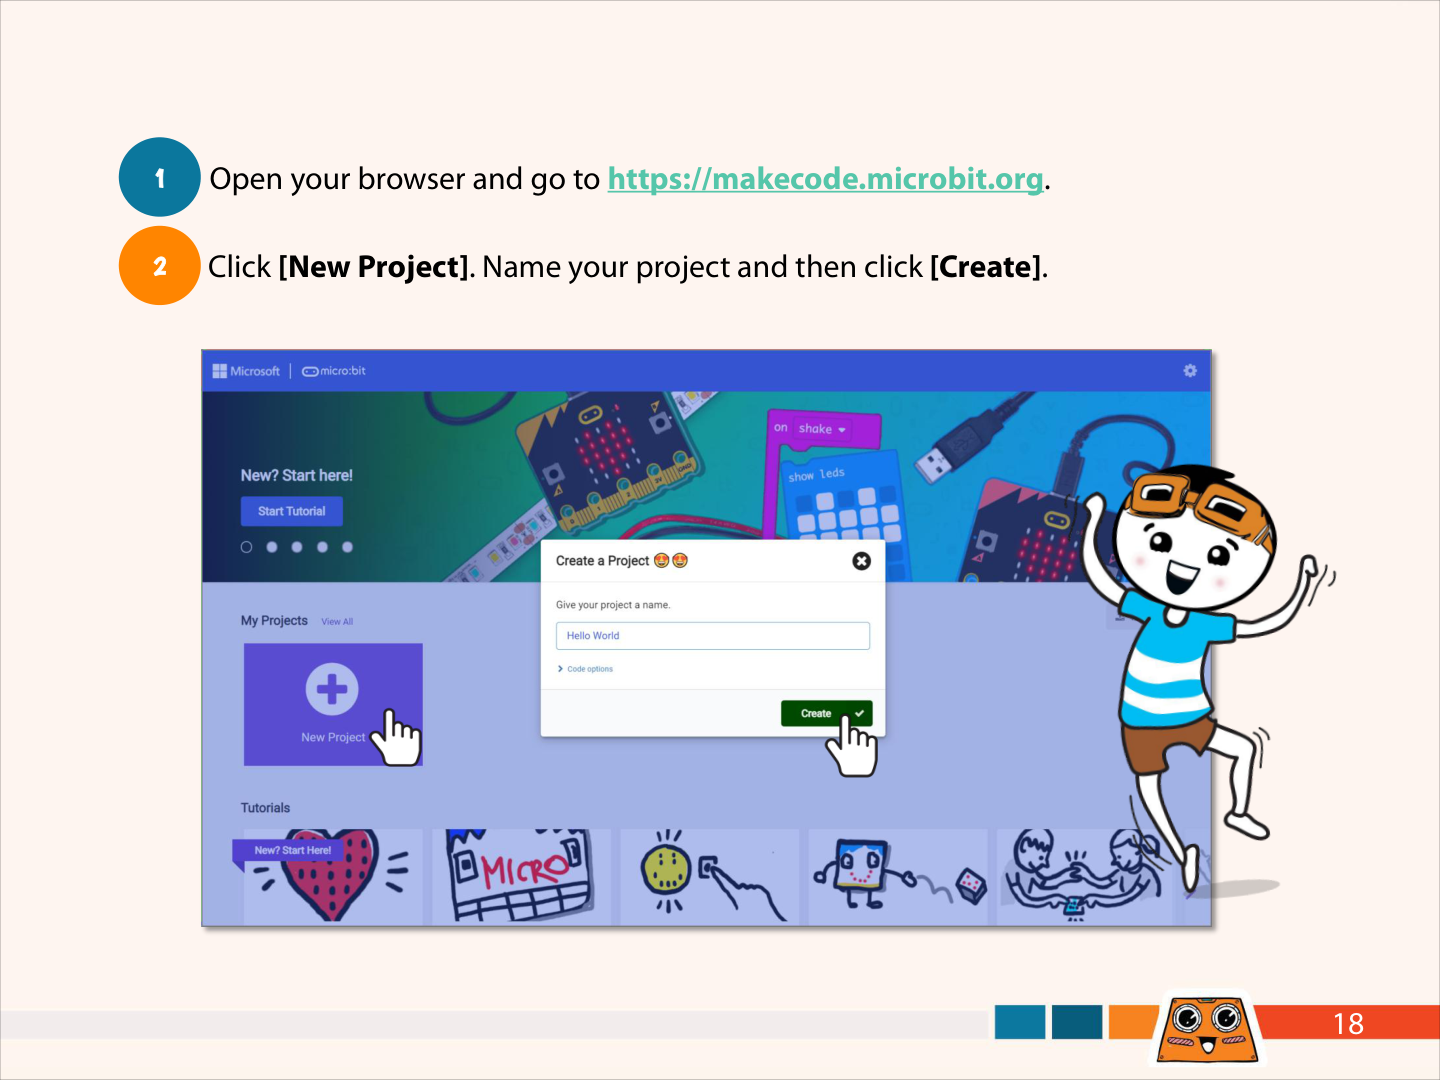 1 Open your browser and go to https://makecode.microbit.org.
2 Click [New Project]. Name your project and then click [Create].
Microsoft | micro:bit
on shake
show leds
New? Start here!
Start Tutorial
Create a Project 🤩🤩
Give your project a name.
Hello World
Code options
Create
My Projects View All
New Project
Tutorials
New? Start Here!
MICRO
18